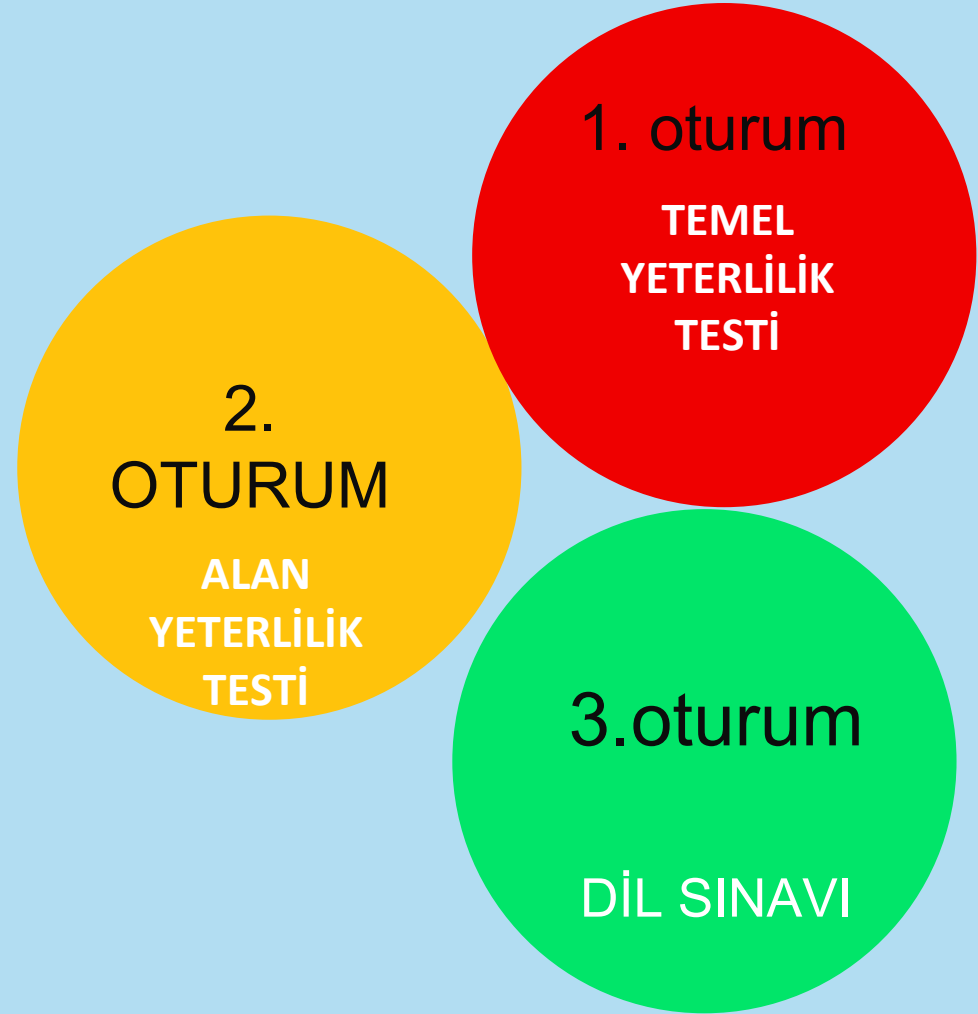 1. oturum
TEMEL
YETERLİLİK
TESTİ
2.
OTURUM
ALAN
YETERLİLİK
TESTİ
3.oturum
DİL SINAVI